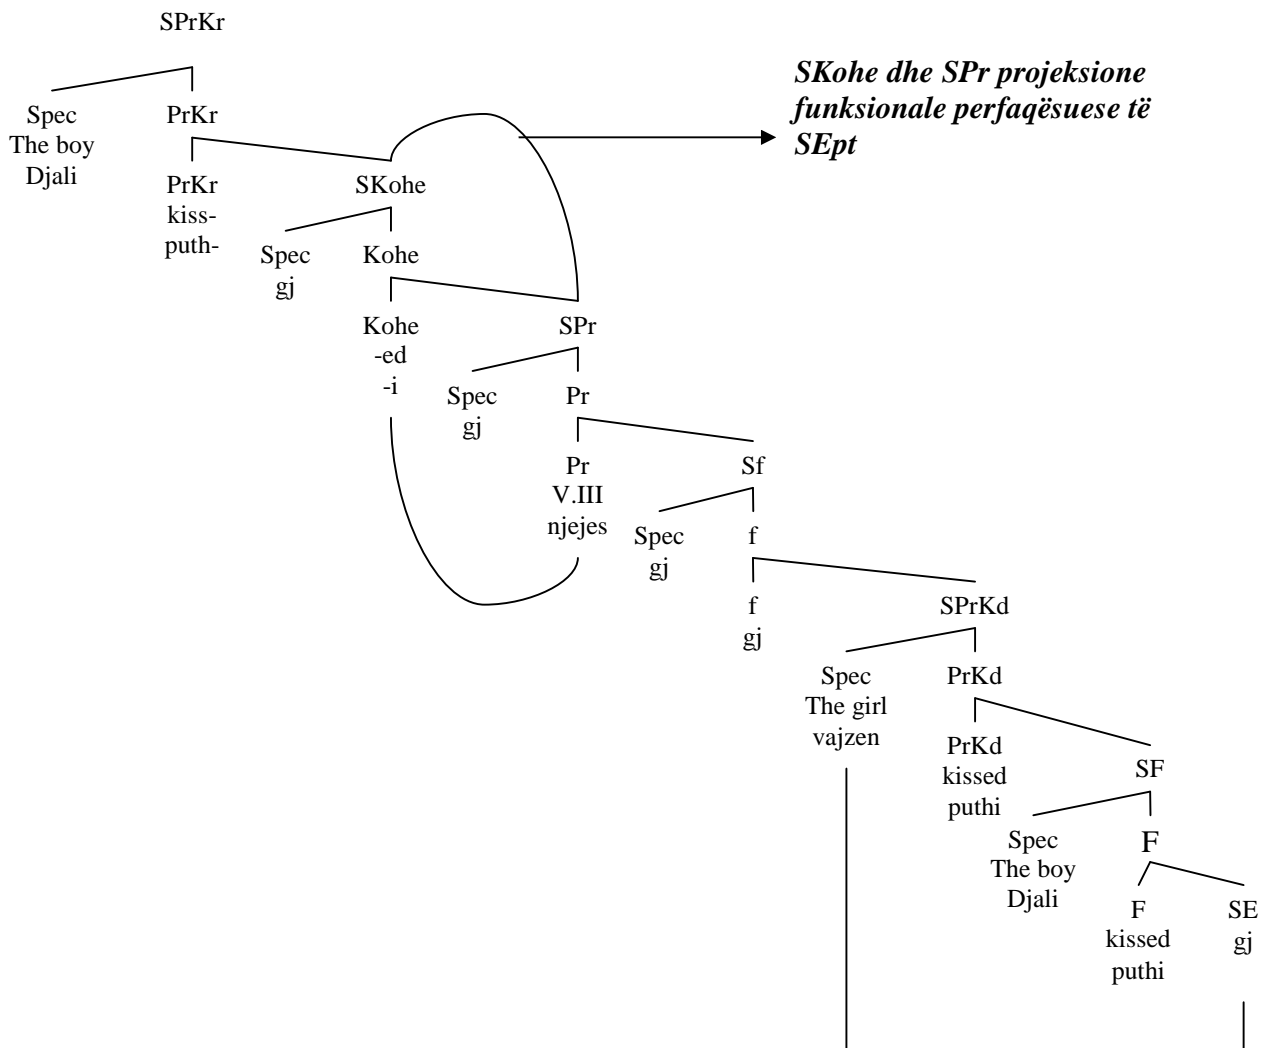 SPrKr
SKohe dhe SPr projeksione
funksionale perfaqësuese të
SEpt
Spec
The boy
Djali
PrKr
PrKr
kiss-
puth-
SKohe
Spec
gj
Kohe
Kohe
-ed
-i
SPr
Spec
gj
Pr
Pr
V.III
njejes
Sf
Spec
gj
f
f
gj
SPrKd
Spec
The girl
vajzen
PrKd
PrKd
kissed
puthi
SF
Spec
The boy
Djali
F
F
kissed
puthi
SE
gj